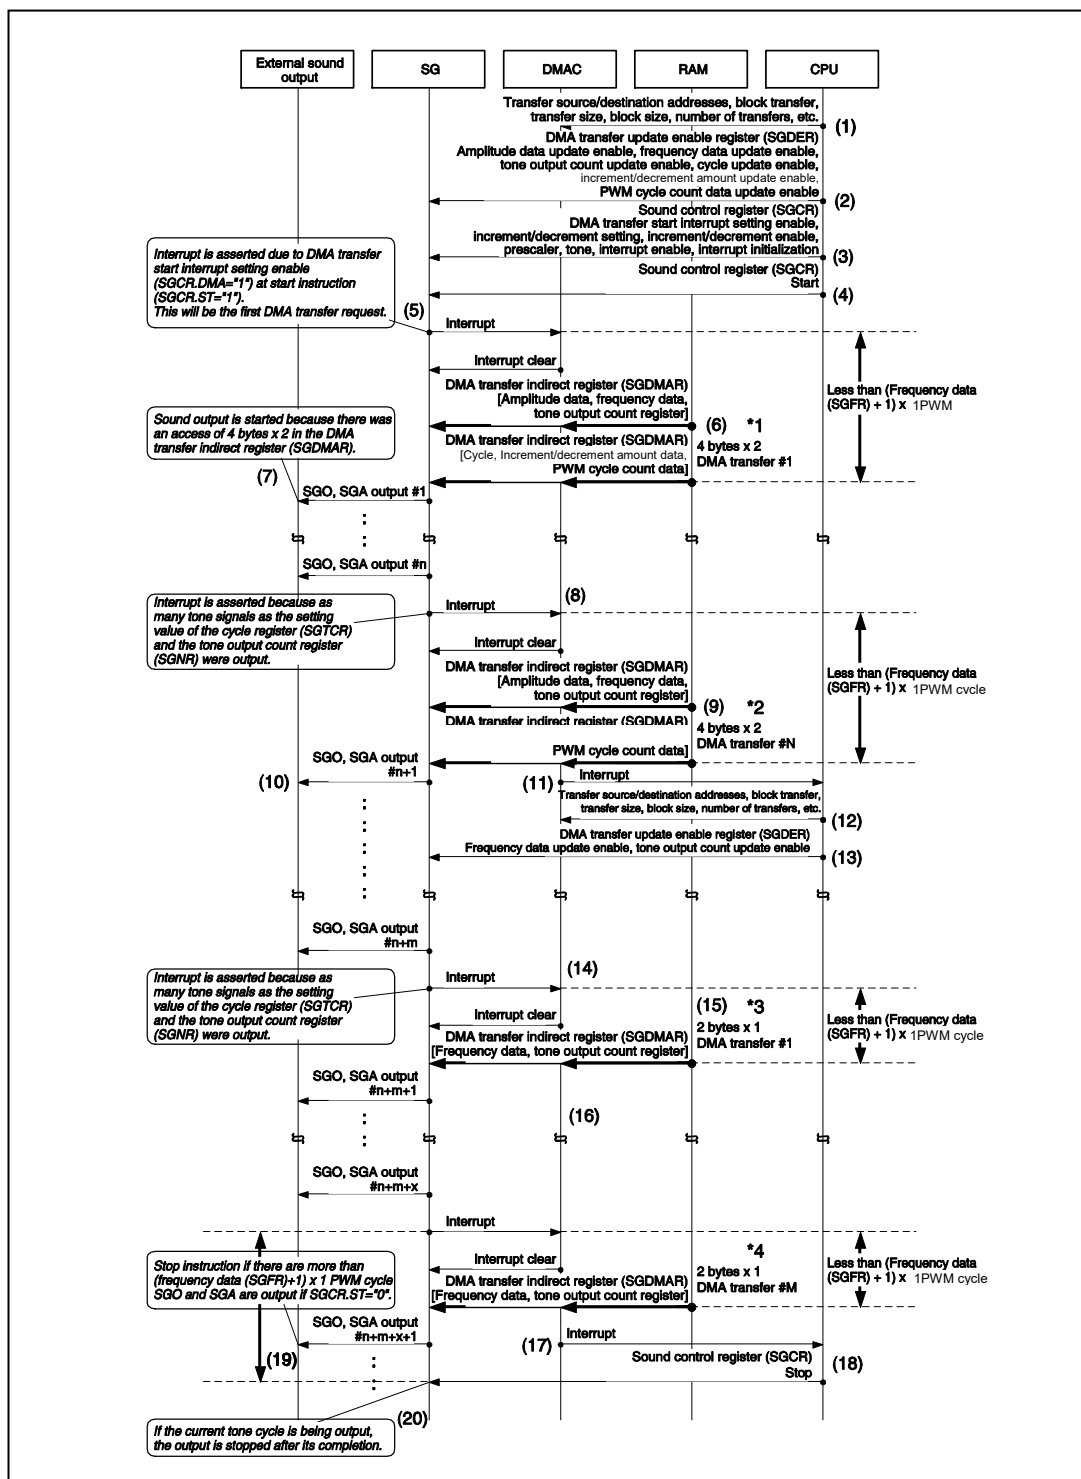 External sound
output
SG
DMAC
RAM
CPU
Transfer source/destination addresses, block transfer,
transfer size, block size, number of transfers, etc.
(1)
DMA transfer update enable register (SGDER)
Amplitude data update enable, frequency data update enable,
tone output count update enable, cycle update enable,
increment/decrement amount update enable,
PWM cycle count data update enable
(2)
Sound control register (SGCR)
DMA transfer start interrupt setting enable,
increment/decrement setting, increment/decrement enable,
prescaler, tone, interrupt enable, interrupt initialization
(3)
Sound control register (SGCR)
Start
(4)
Interrupt is asserted due to DMA transfer
start interrupt setting enable
(SGCR.DMA="1") at start instruction
(SGCR.ST="1").
This will be the first DMA transfer request.
(5)
Interrupt
Interrupt clear
DMA transfer indirect register (SGDMAR)
[Amplitude data, frequency data,
tone output count register]
(6) *1
4 bytes x 2
DMA transfer #1
Less than (Frequency data
(SGFR) + 1) x 1PWM
DMA transfer indirect register (SGDMAR)
[Cycle, Increment/decrement amount data,
PWM cycle count data]
Sound output is started because there was
an access of 4 bytes x 2 in the DMA
transfer indirect register (SGDMAR).
(7)
SGO, SGA output #1
SGO, SGA output #n
(8)
Interrupt is asserted because as
many tone signals as the setting
value of the cycle register (SGTCR)
and the tone output count register
(SGNR) were output.
Interrupt
Interrupt clear
DMA transfer indirect register (SGDMAR)
[Amplitude data, frequency data,
tone output count register]
(9) *2
4 bytes x 2
DMA transfer #N
Less than (Frequency data
(SGFR) + 1) x 1PWM cycle
DMA transfer indirect register (SGDMAR)
PWM cycle count data]
SGO, SGA output
#n+1
(10)
(11)
Interrupt
Transfer source/destination addresses, block transfer,
transfer size, block size, number of transfers, etc.
(12)
DMA transfer update enable register (SGDER)
Frequency data update enable, tone output count update enable
(13)
SGO, SGA output
#n+m
(14)
Interrupt is asserted because as
many tone signals as the setting
value of the cycle register (SGTCR)
and the tone output count register
(SGNR) were output.
Interrupt
Interrupt clear
(15) *3
2 bytes x 1
DMA transfer #1
Less than (Frequency data
(SGFR) + 1) x 1PWM cycle
DMA transfer indirect register (SGDMAR)
[Frequency data, tone output count register]
SGO, SGA output
#n+m+1
(16)
SGO, SGA output
#n+m+x
Interrupt
Interrupt clear
*4
2 bytes x 1
DMA transfer #M
Less than (Frequency data
(SGFR) + 1) x 1PWM cycle
Stop instruction if there are more than
(frequency data (SGFR)+1) x 1 PWM cycle
SGO and SGA are output if SGCR.ST="0".
DMA transfer indirect register (SGDMAR)
[Frequency data, tone output count register]
SGO, SGA output
#n+m+x+1
(17)
Interrupt
Sound control register (SGCR)
Stop
(18)
(19)
(20)
If the current tone cycle is being output,
the output is stopped after its completion.